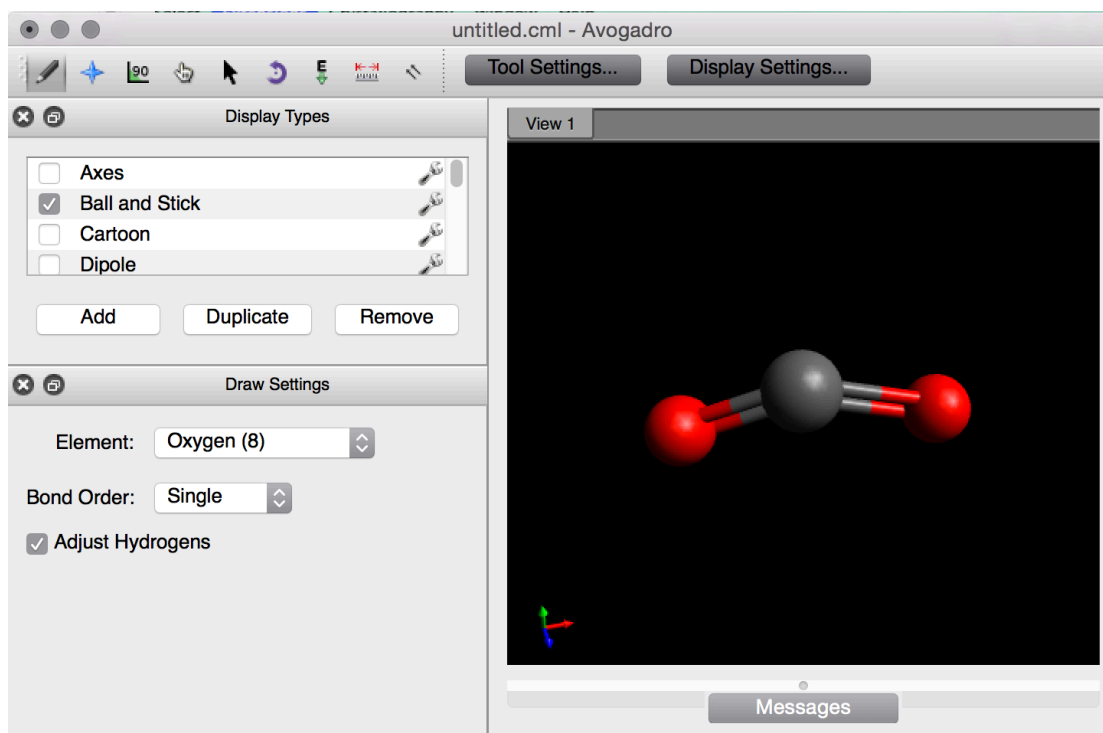 untitled.cml - Avogadro
90
E
Tool Settings...
Display Settings...
Display Types
View 1
Axes
Ball and Stick
Cartoon
Dipole
Add
Duplicate
Remove
Draw Settings
Element:
Oxygen (8)
Bond Order:
Single
Adjust Hydrogens
Messages